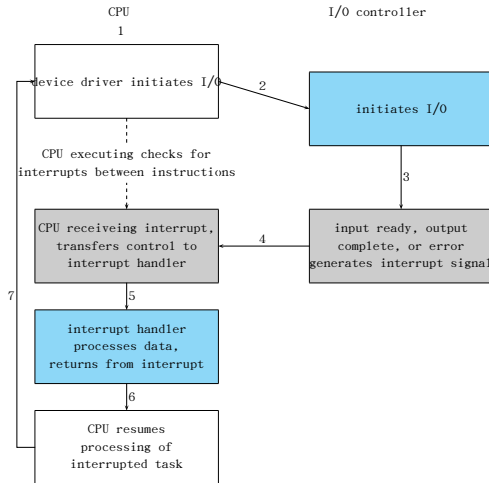 CPU
I/O controller
1
device driver initiates I/O
2
initiates I/O
CPU executing checks for
interrupts between instructions
3
CPU receiving interrupt,
transfers control to
interrupt handler
4
input ready, output
complete, or error
generates interrupt signal
5
7
interrupt handler
processes data,
returns from interrupt
6
CPU resumes
processing of
interrupted task